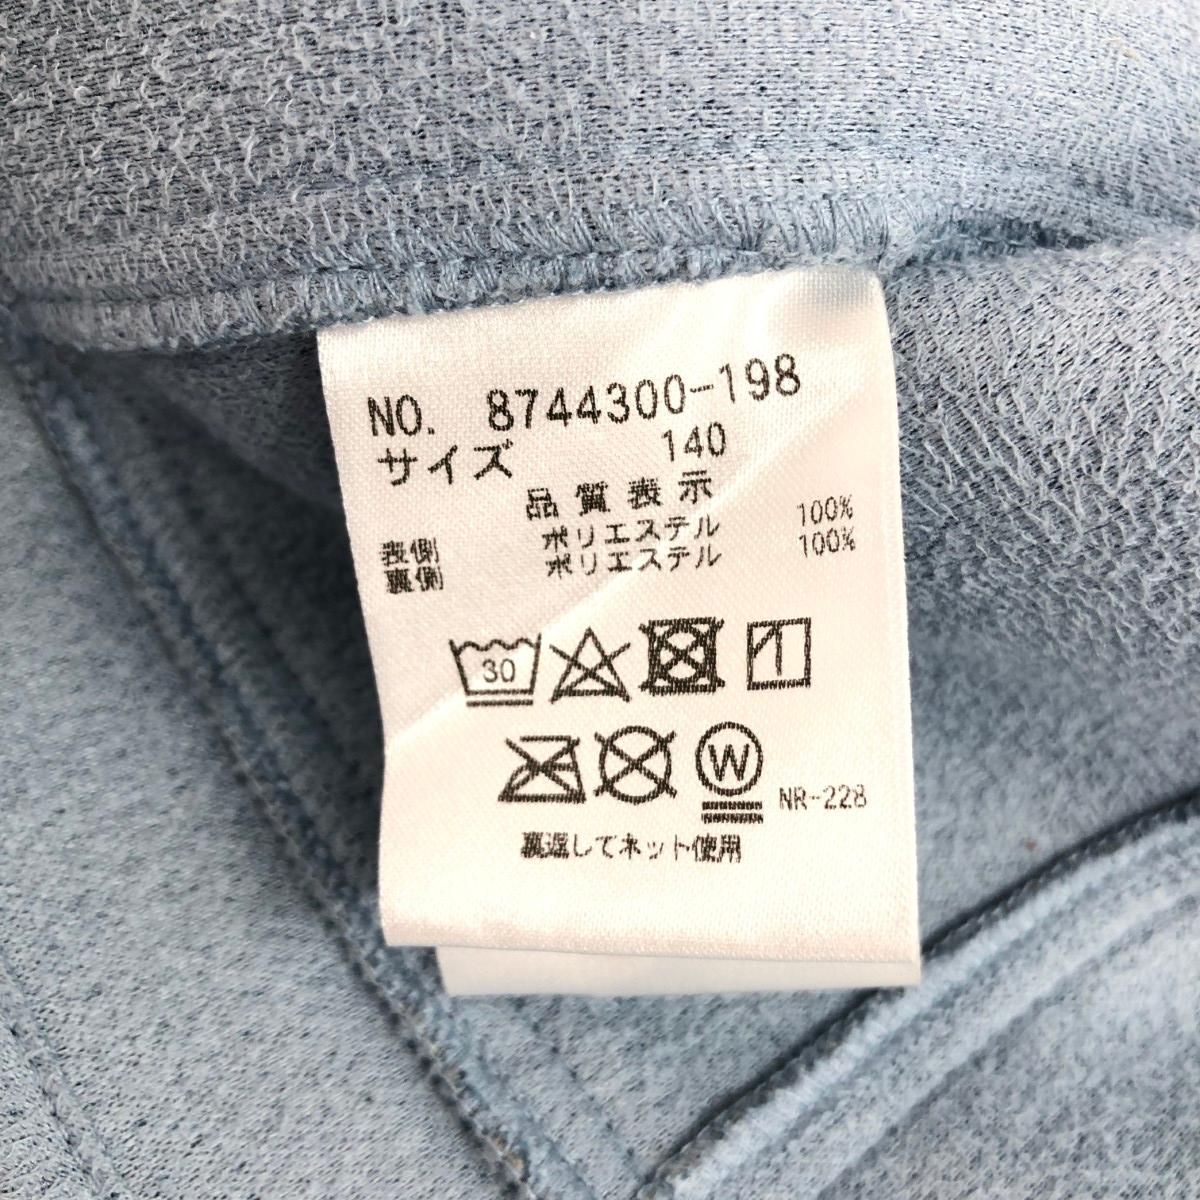 NO. 8744300-198
サイズ 140
品質表示
表側 ポリエステル 100%
裏側 ポリエステル 100%
30
W NR-228
裏返してネット使用